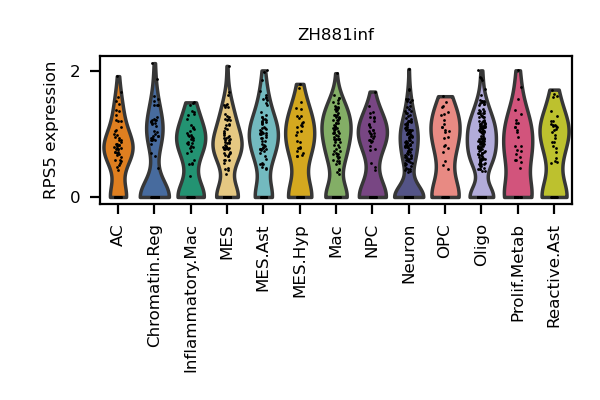 ZH881inf
RPS5 expression
2
0
AC
Chromatin.Reg
Inflammatory.Mac
MES
MES.Ast
MES.Hyp
Mac
NPC
Neuron
OPC
Oligo
Prolif.Metab
Reactive.Ast